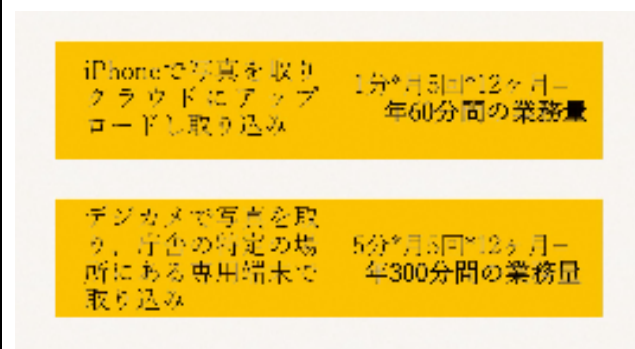 iPhoneで写真を取り
クラウドにアップ
ロードし取り込み
1分*月5回*12ヶ月=
年60分間の業務量
デジカメで写真を取
り、庁舎の特定の場
所にある専用端末で
取り込み
5分*月5回*12ヶ月=
年300分間の業務量